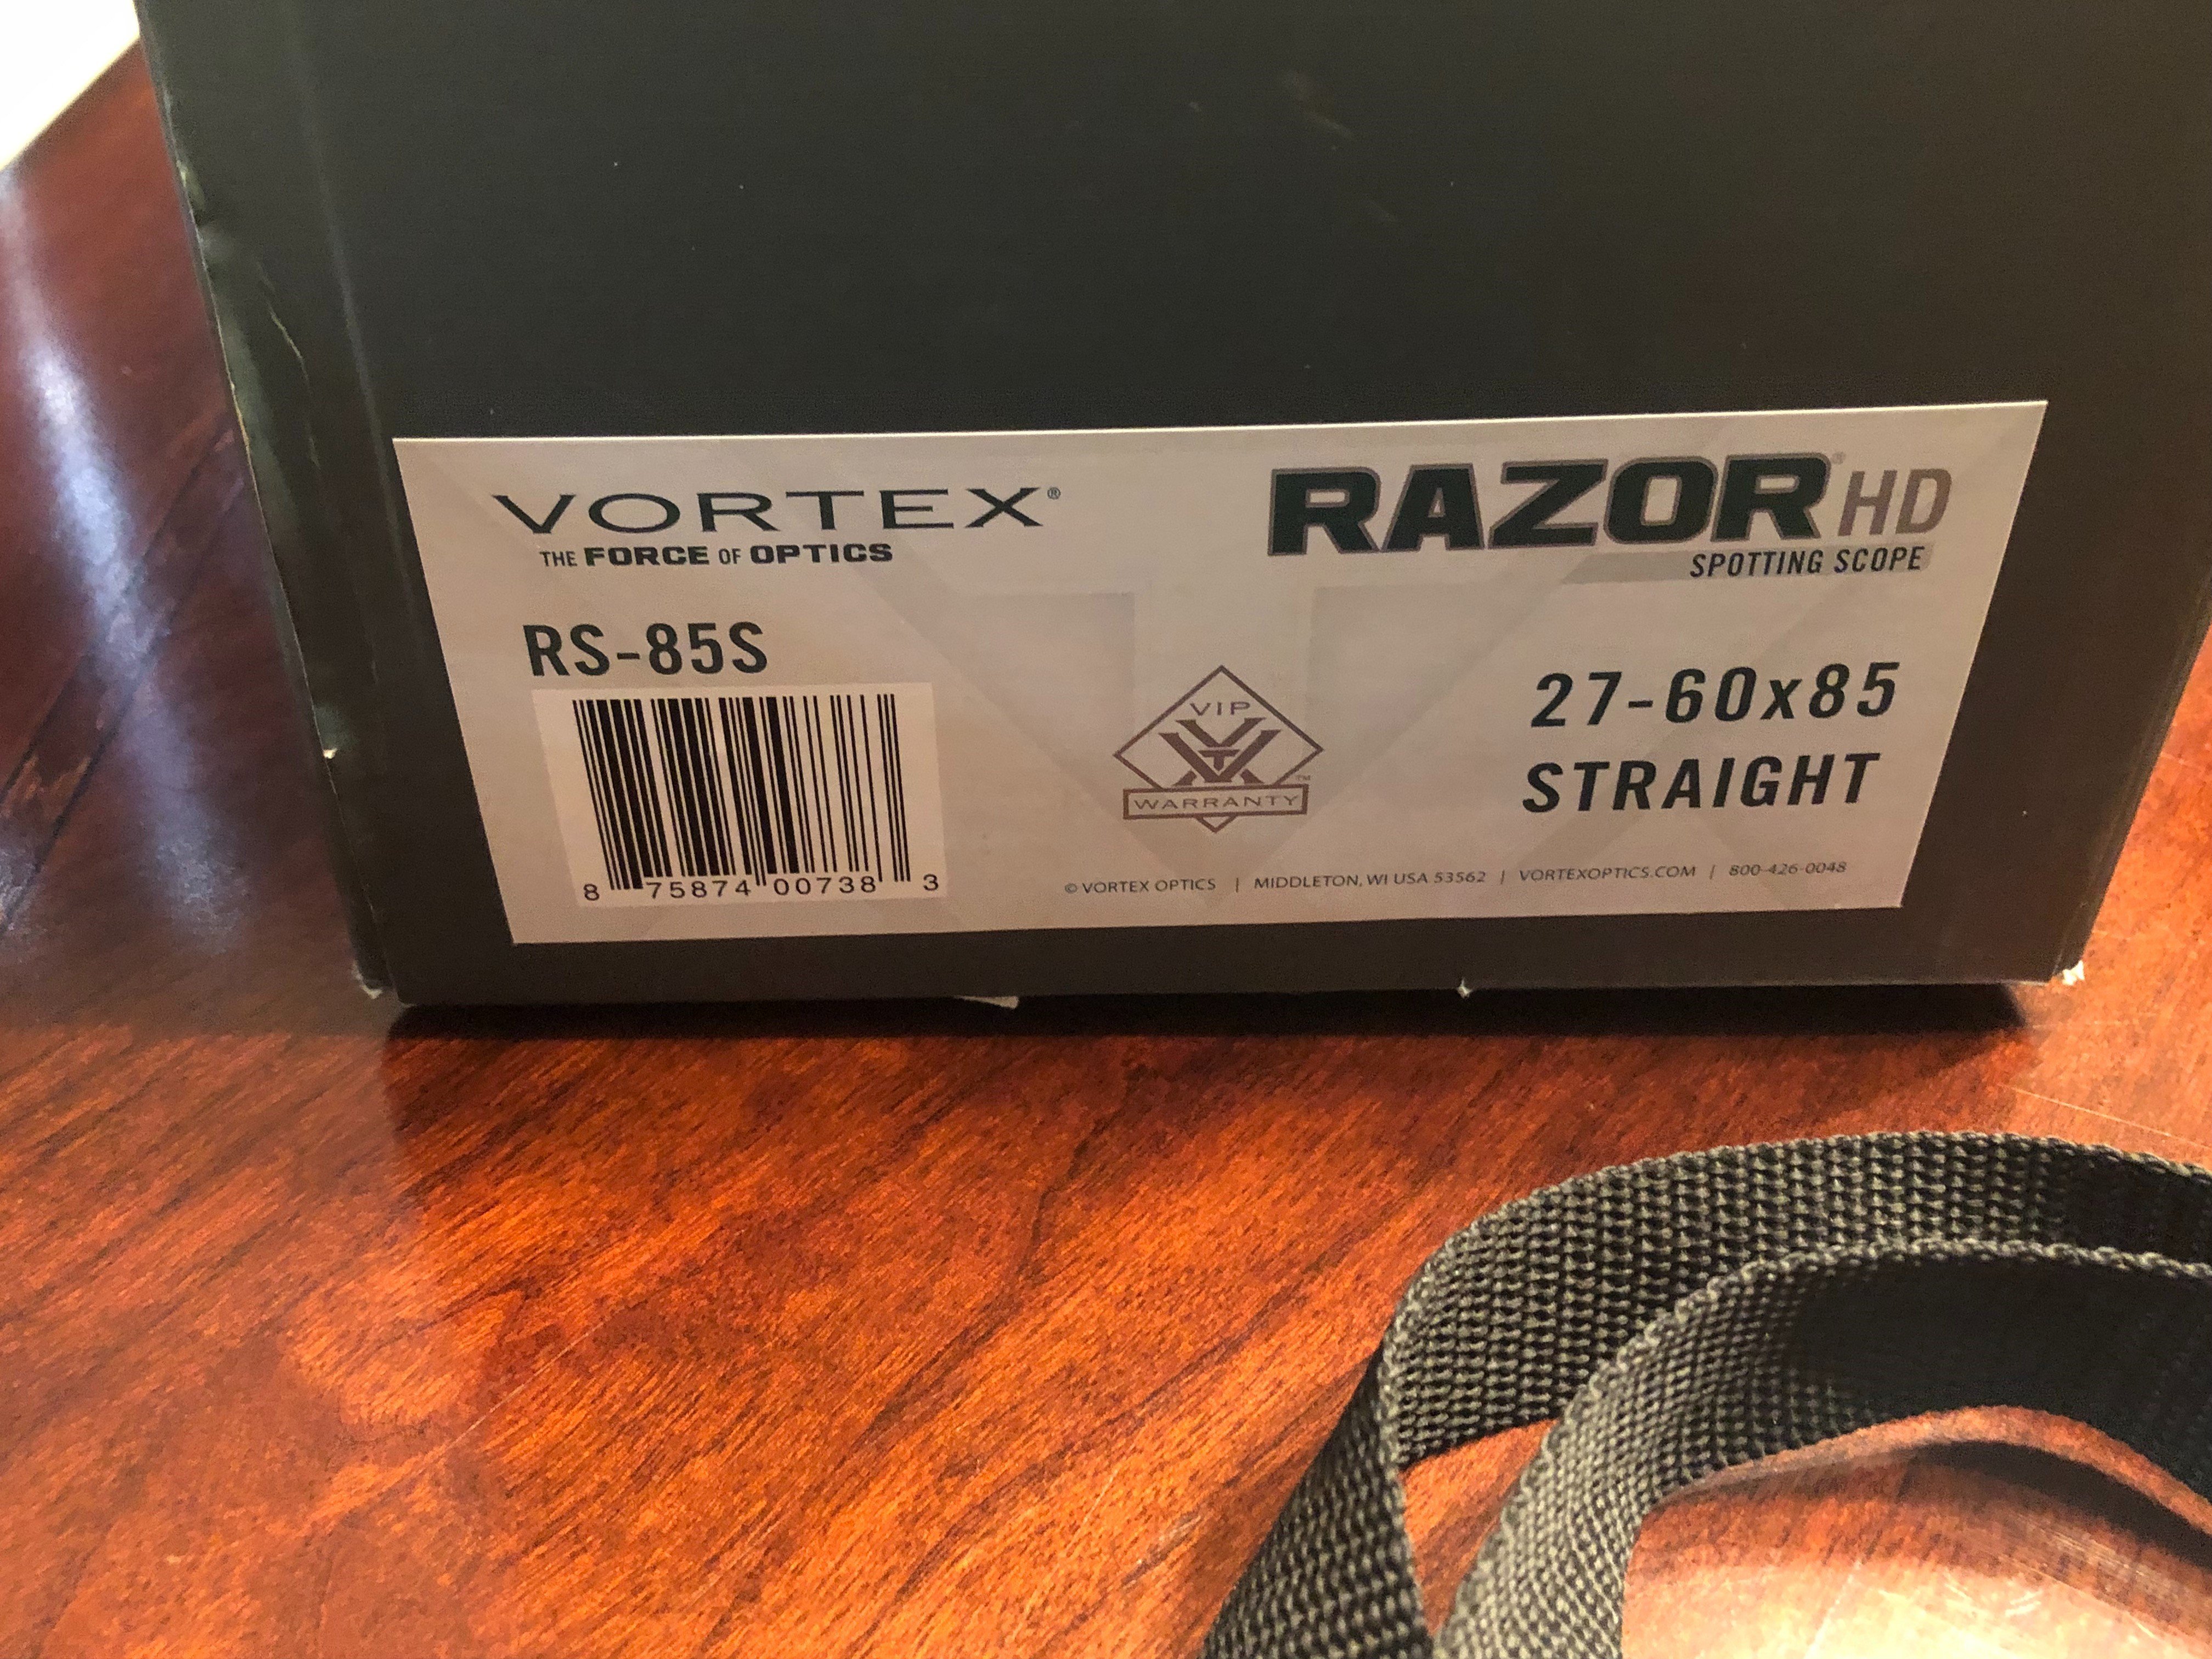 VORTEX®
THE FORCE OF OPTICS
RAZOR® HD
SPOTTING SCOPE
RS-85S
8 75874 00738 3
VIP
WARRANTY
™
27-60x85
STRAIGHT
© VORTEX OPTICS | MIDDLETON, WI USA 53562 | VORTEXOPTICS.COM | 800-426-0048